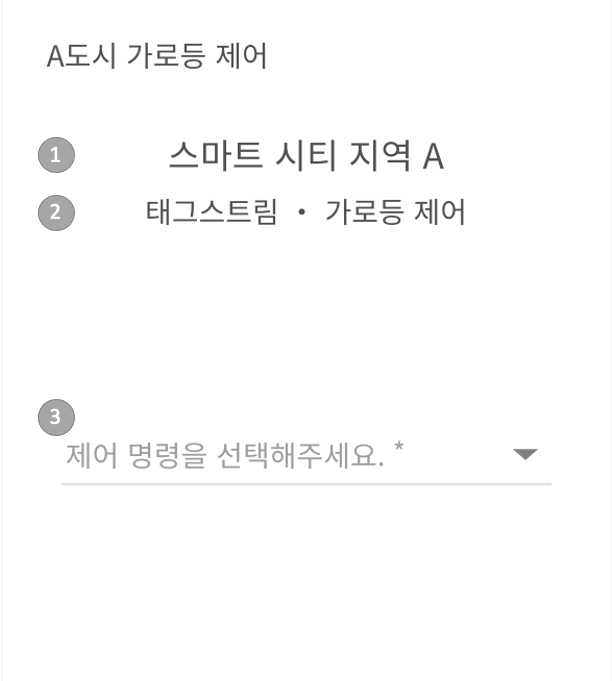 A도시 가로등 제어
1 스마트 시티 지역 A
2 태그스트림 • 가로등 제어
3
제어 명령을 선택해주세요. *